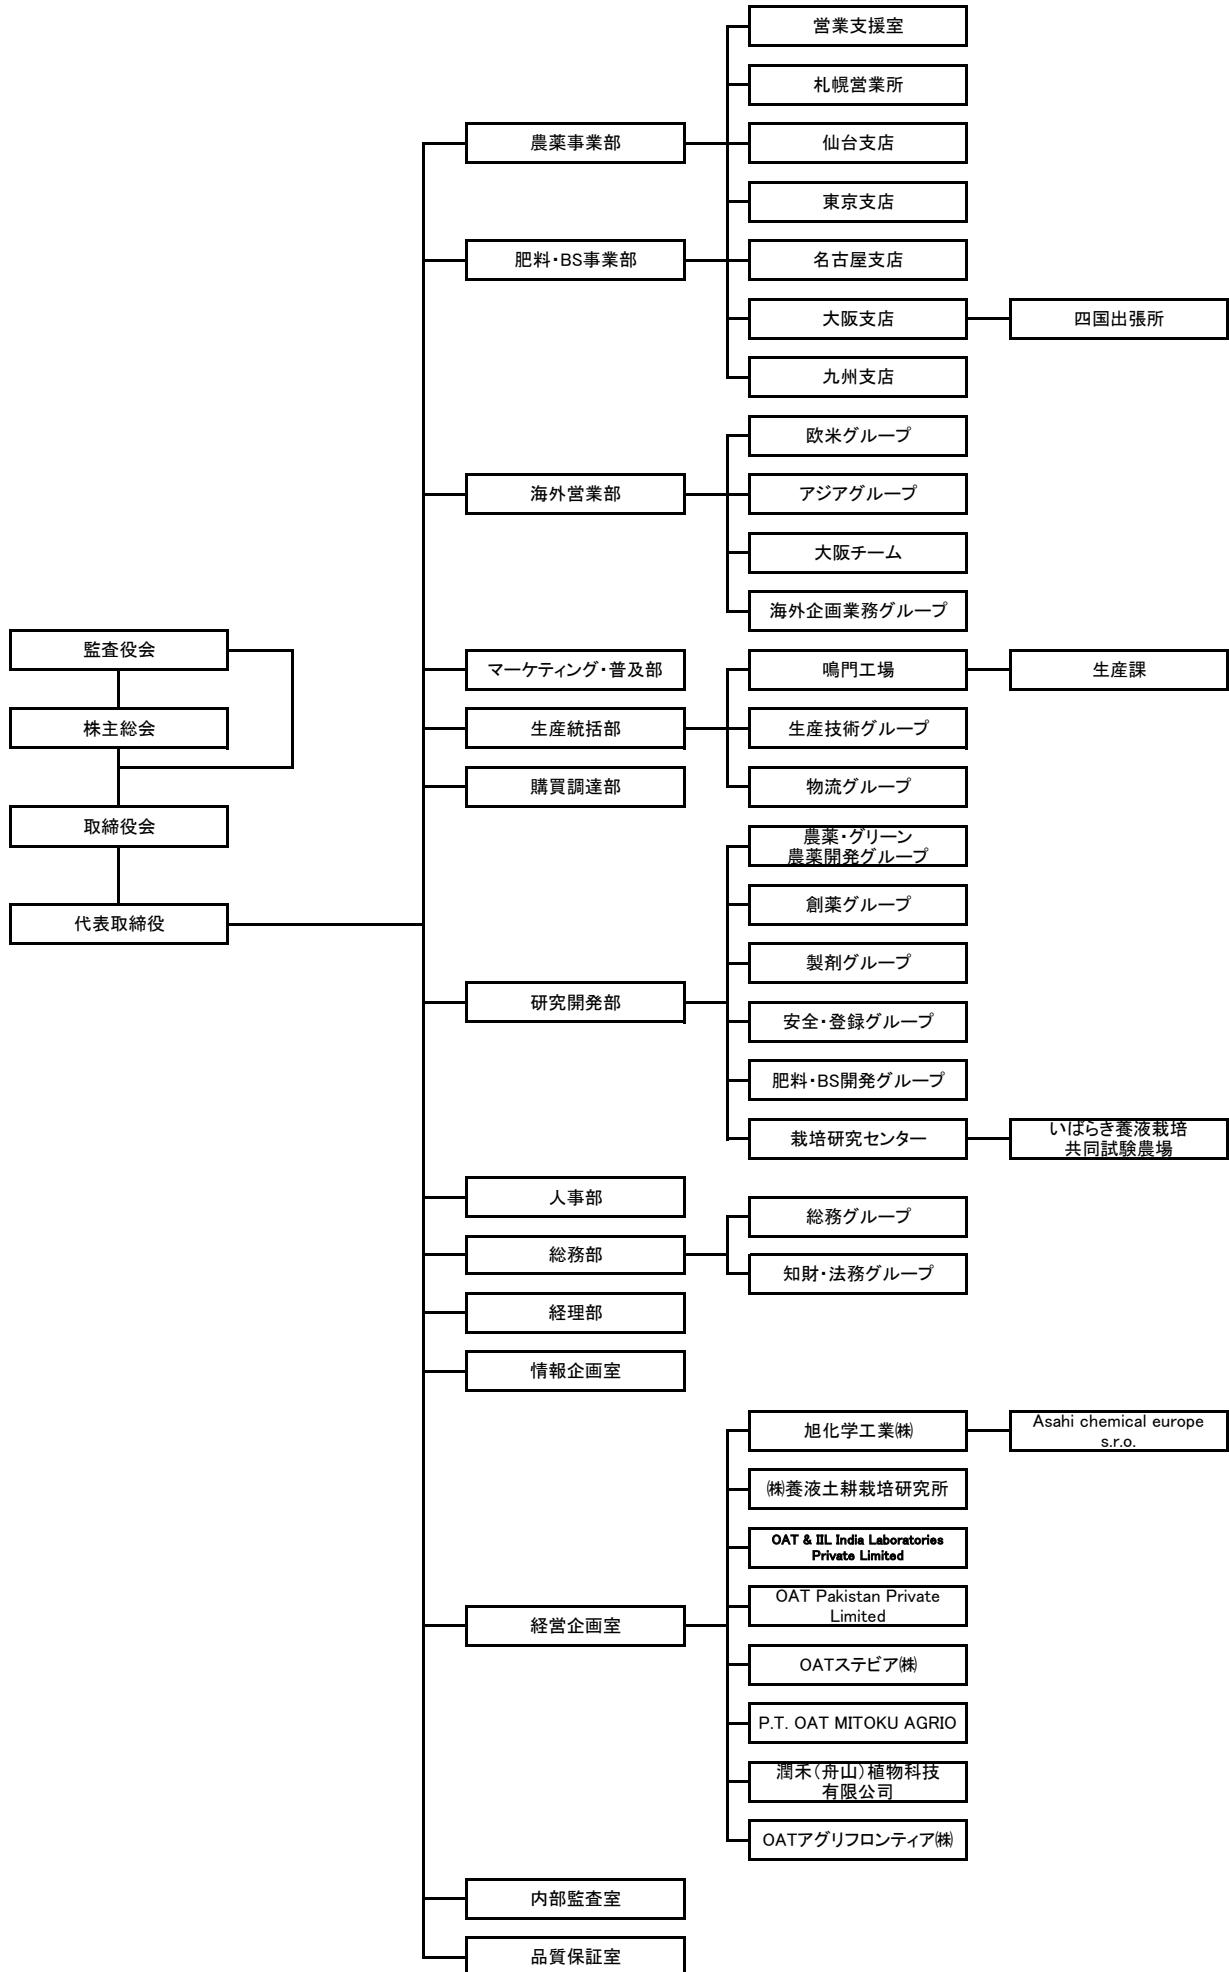 監査役会
株主総会
取締役会
代表取締役
農薬事業部
肥料・BS事業部
営業支援室
札幌営業所
仙台支店
東京支店
名古屋支店
大阪支店
四国出張所
九州支店
海外営業部
欧米グループ
アジアグループ
大阪チーム
海外企画業務グループ
マーケティング・普及部
生産統括部
鳴門工場
生産課
生産技術グループ
物流グループ
購買調達部
研究開発部
農薬・グリーン
農薬開発グループ
創薬グループ
製剤グループ
安全・登録グループ
肥料・BS開発グループ
栽培研究センター
いばらき養液栽培
共同試験農場
人事部
総務部
総務グループ
知財・法務グループ
経理部
情報企画室
経営企画室
旭化学工業㈱
Asahi chemical europe
s.r.o.
㈱養液土耕栽培研究所
OAT & IIL India Laboratories
Private Limited
OAT Pakistan Private
Limited
OATステビア㈱
P.T. OAT MITOKU AGRIO
潤禾（舟山）植物科技
有限公司
OATアグリフロンティア㈱
内部監査室
品質保証室